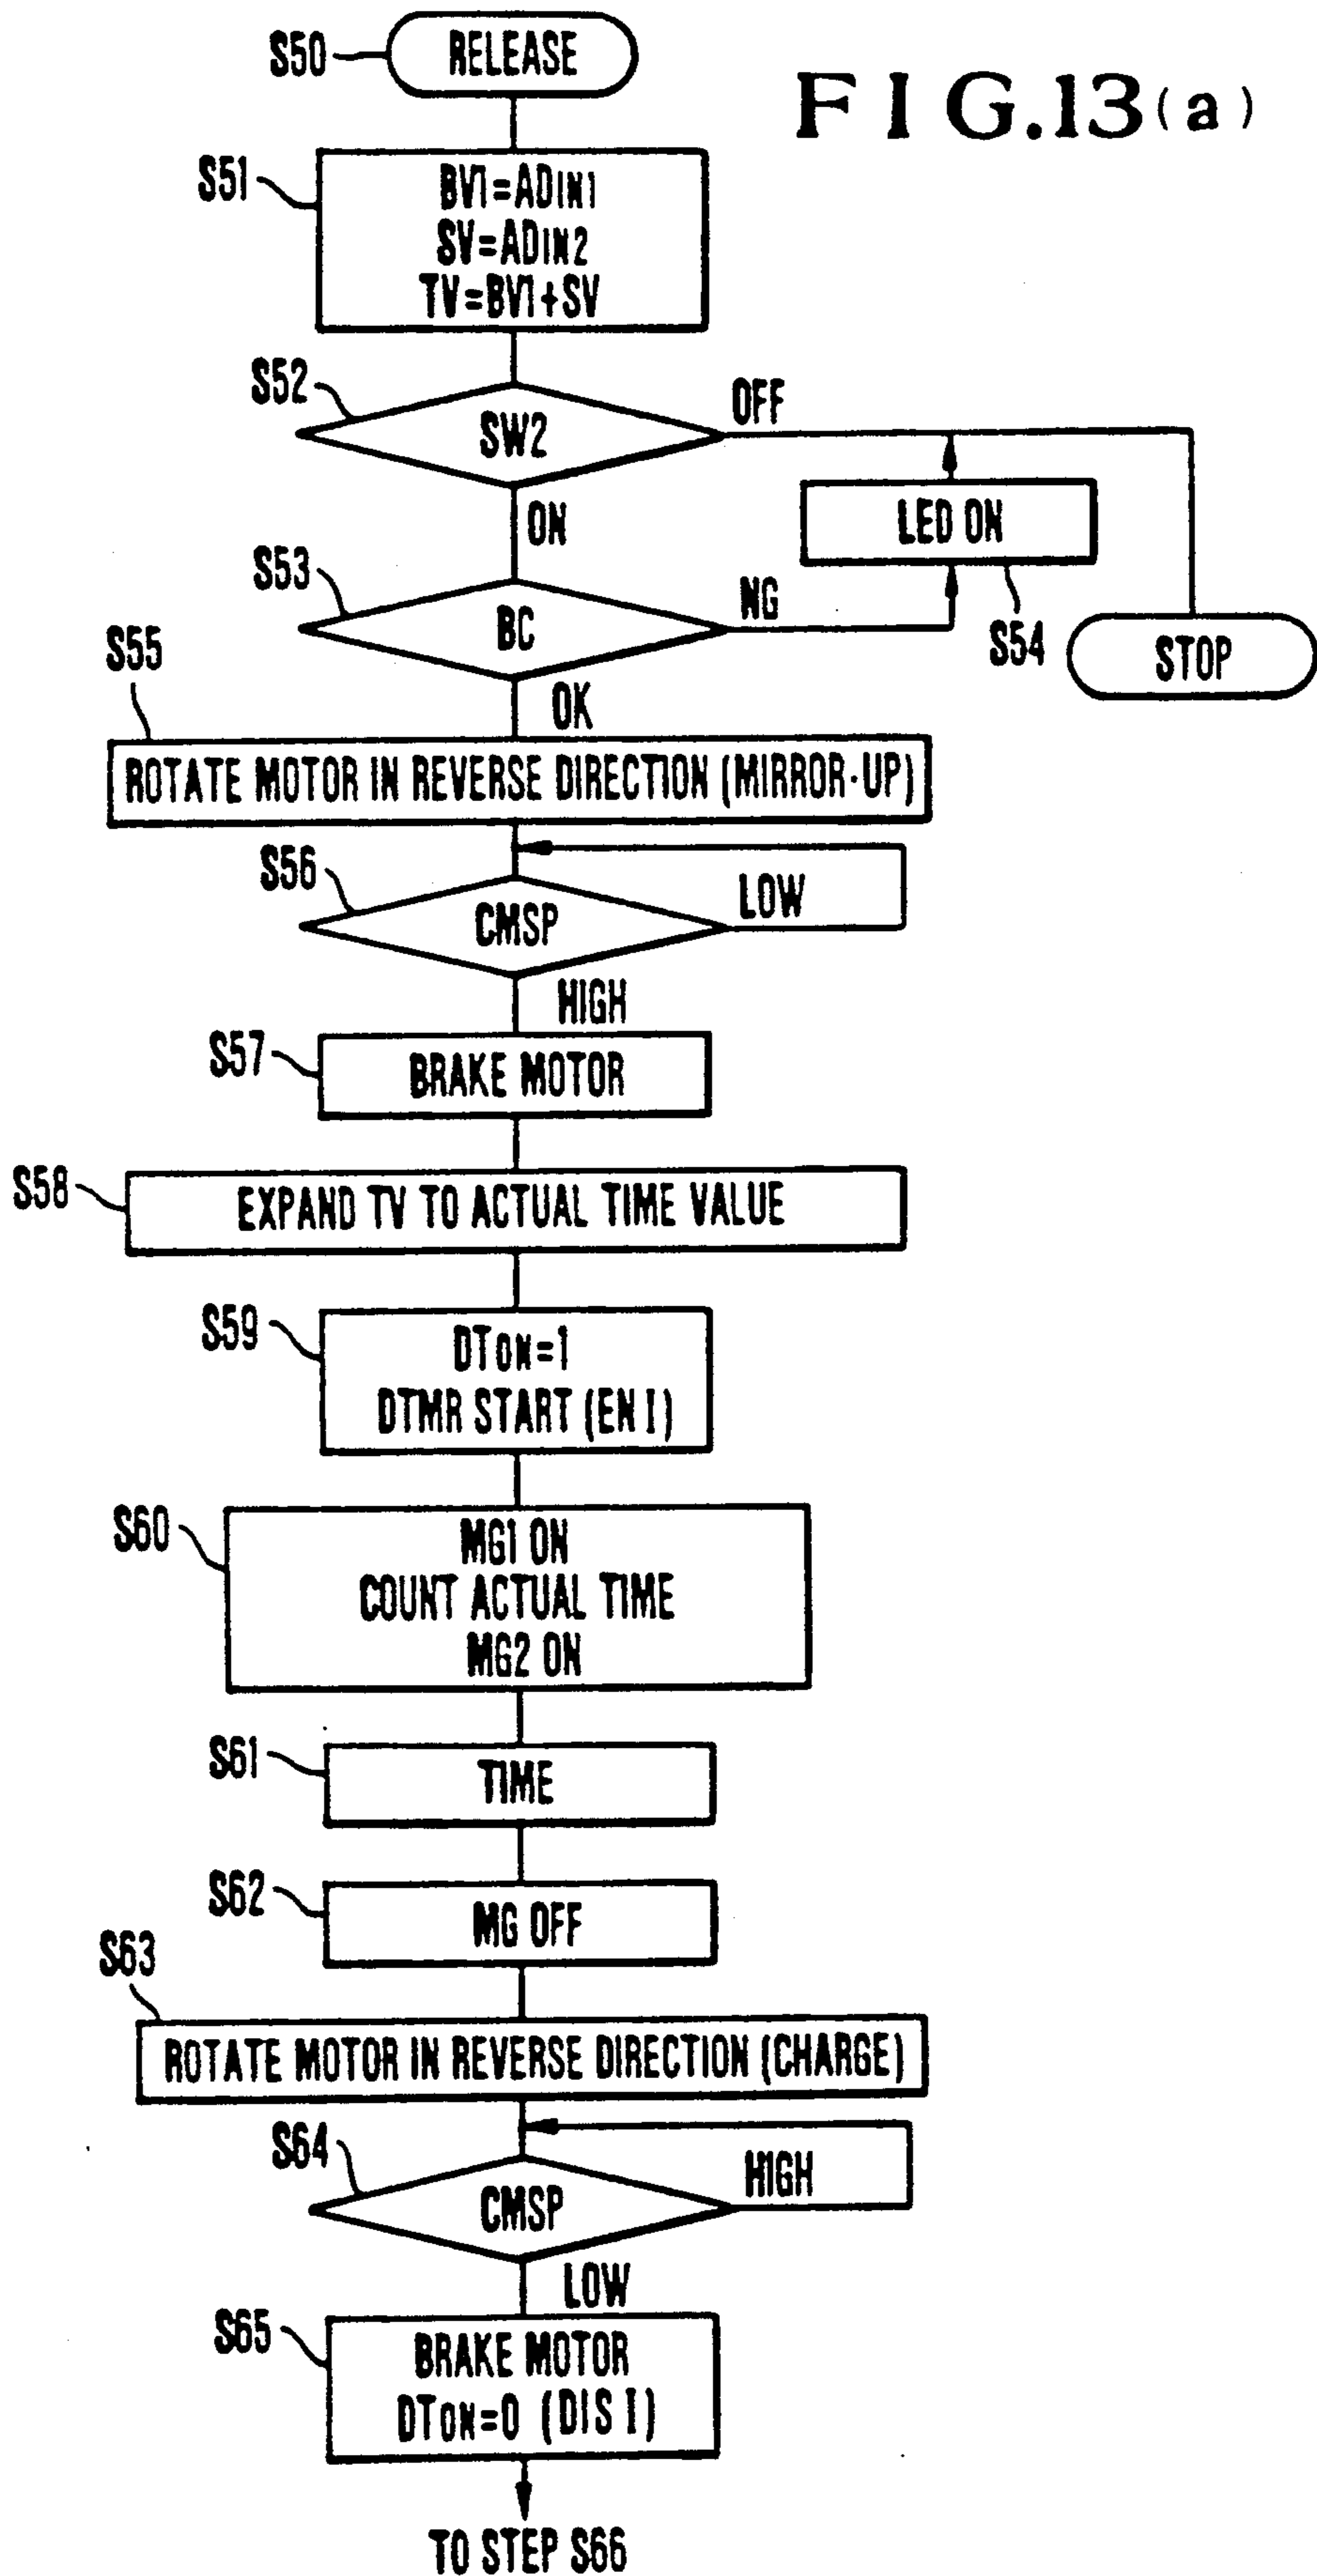 FIG.13(a)
S50
RELEASE
S51
BV1=ADIN1
SV=ADIN2
TV=BV1+SV
S52
SW2
OFF
ON
LED ON
S54
STOP
S53
BC
NG
OK
S55
ROTATE MOTOR IN REVERSE DIRECTION (MIRROR-UP)
S56
CMSP
LOW
HIGH
S57
BRAKE MOTOR
S58
EXPAND TV TO ACTUAL TIME VALUE
S59
DTON=1
DTMR START (EN I)
S60
MG1 ON
COUNT ACTUAL TIME
MG2 ON
S61
TIME
S62
MG OFF
S63
ROTATE MOTOR IN REVERSE DIRECTION (CHARGE)
S64
CMSP
HIGH
LOW
S65
BRAKE MOTOR
DTON=0 (DIS I)
TO STEP S66